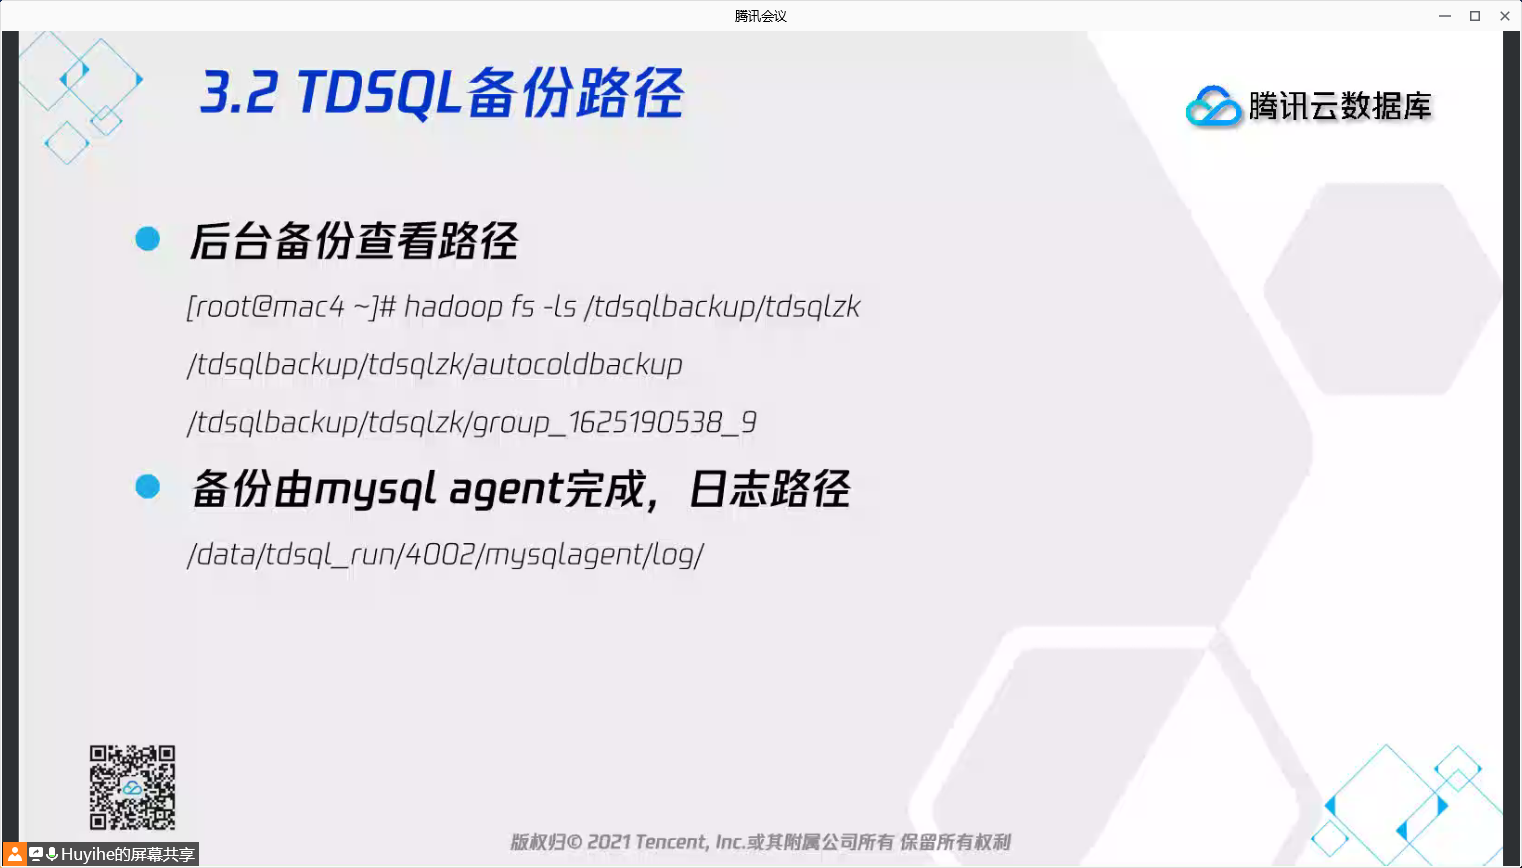 腾讯会议
3.2 TDSQL备份路径
腾讯云数据库
后台备份查看路径
[root@mac4 ~]# hadoop fs -ls /tdsqlbackup/tdsqlzk
/tdsqlbackup/tdsqlzk/autocoldbackup
/tdsqlbackup/tdsqlzk/group_1625190538_9
备份由mysql agent完成，日志路径
/data/tdsql_run/4002/mysqlagent/log/
版权归© 2021 Tencent, Inc.或其附属公司所有 保留所有权利
Huyihe的屏幕共享